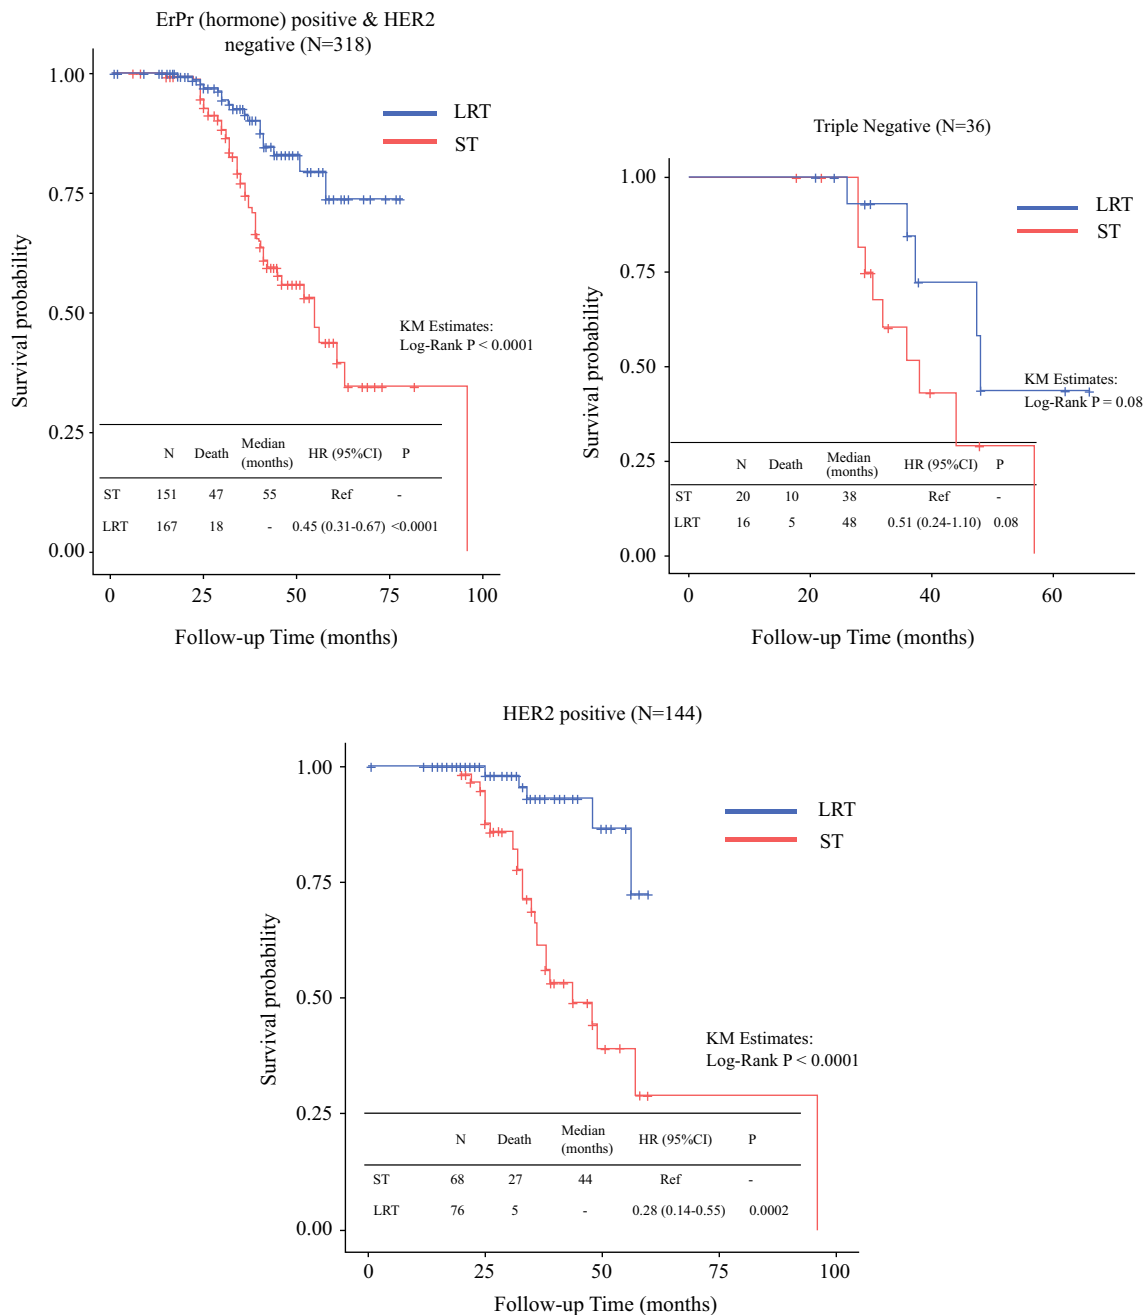 ErPr (hormone) positive & HER2
negative (N=318)
1.00
0.75
0.50
0.25
0.00
Survival probability
LRT
ST
KM Estimates:
Log-Rank P < 0.0001
N Death Median (months) HR (95%CI) P
ST 151 47 55 Ref -
LRT 167 18 - 0.45 (0.31-0.67) <0.0001
0 25 50 75 100
Follow-up Time (months)
Triple Negative (N=36)
1.00
0.75
0.50
0.25
0.00
Survival probability
LRT
ST
KM Estimates:
Log-Rank P = 0.08
N Death Median (months) HR (95%CI) P
ST 20 10 38 Ref -
LRT 16 5 48 0.51 (0.24-1.10) 0.08
0 20 40 60
Follow-up Time (months)
HER2 positive (N=144)
1.00
0.75
0.50
0.25
0.00
Survival probability
LRT
ST
KM Estimates:
Log-Rank P < 0.0001
N Death Median (months) HR (95%CI) P
ST 68 27 44 Ref -
LRT 76 5 - 0.28 (0.14-0.55) 0.0002
0 25 50 75 100
Follow-up Time (months)